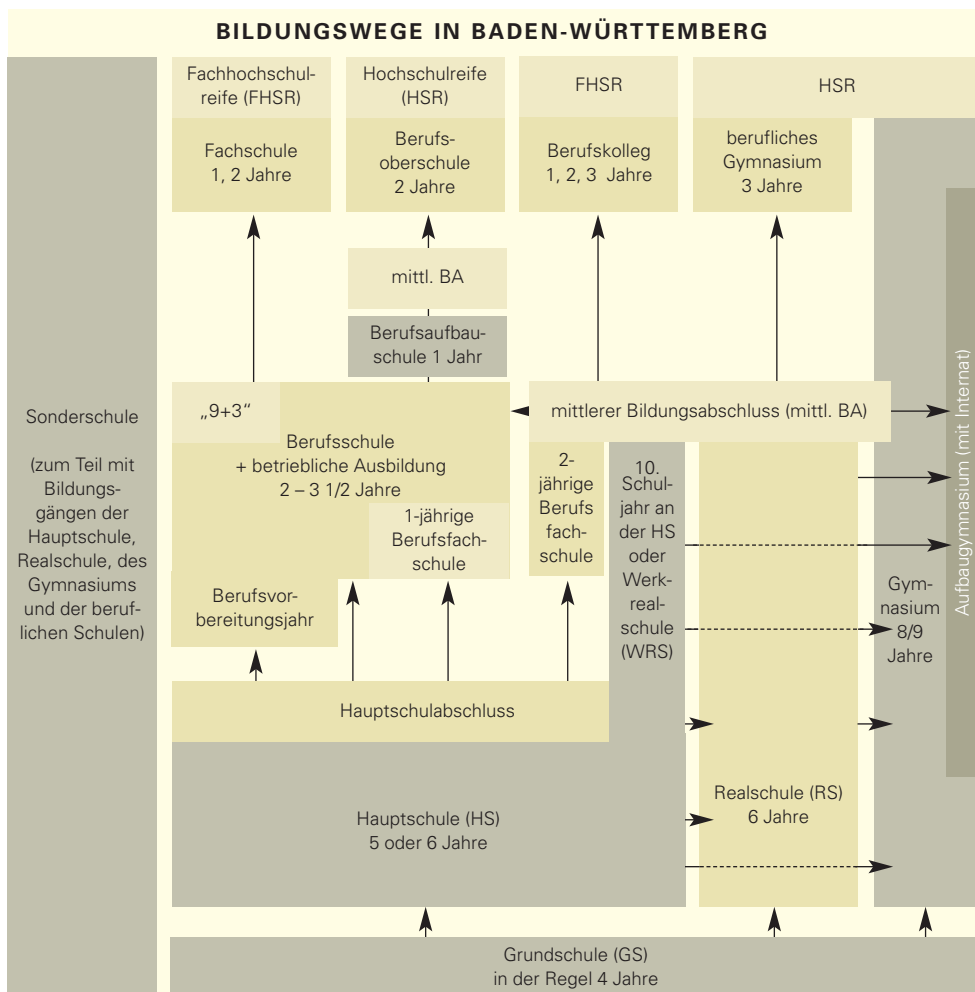 BILDUNGSWEGE IN BADEN-WÜRTTEMBERG
Fachhochschul-
reife (FHSR)
Hochschulreife
(HSR)
FHSR
HSR
Fachschule
1, 2 Jahre
Berufs-
oberschule
2 Jahre
Berufskolleg
1, 2, 3 Jahre
berufliches
Gymnasium
3 Jahre
mittl. BA
Berufsaufbau-
schule 1 Jahr
„9+3“
Berufsschule
+ betriebliche Ausbildung
2 – 3 1/2 Jahre
1-jährige
Berufsfach-
schule
mittlerer Bildungsabschluss (mittl. BA)
2-
jährige
Berufs
fach-
schule
10.
Schul-
jahr an
der HS
oder
Werk-
real-
schule
(WRS)
Sonderschule
(zum Teil mit
Bildungs-
gängen der
Hauptschule,
Realschule, des
Gymnasiums
und der beruf-
lichen Schulen)
Berufsvor-
bereitungsjahr
Gym-
nasium
8/9
Jahre
Aufbaugymnasium (mit Internat)
Hauptschulabschluss
Hauptschule (HS)
5 oder 6 Jahre
Realschule (RS)
6 Jahre
Grundschule (GS)
in der Regel 4 Jahre